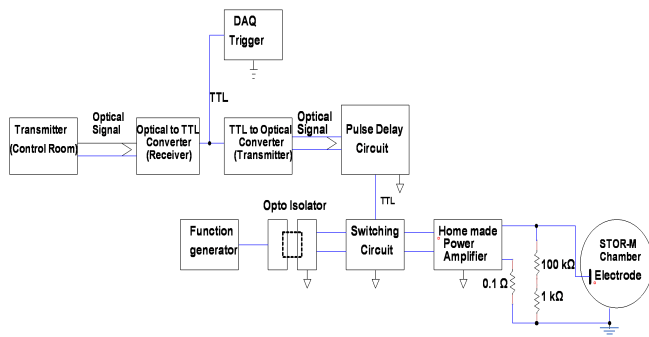 DAQ
Trigger
TTL
Transmitter
(Control Room)
Optical
Signal
Optical to TTL
Converter
(Receiver)
TTL to Optical
Converter
(Transmitter)
Optical
Signal
Pulse Delay
Circuit
TTL
Function
generator
Opto Isolator
Switching
Circuit
Home made
Power
Amplifier
0.1 Ω
100 kΩ
1 kΩ
STOR-M
Chamber
Electrode